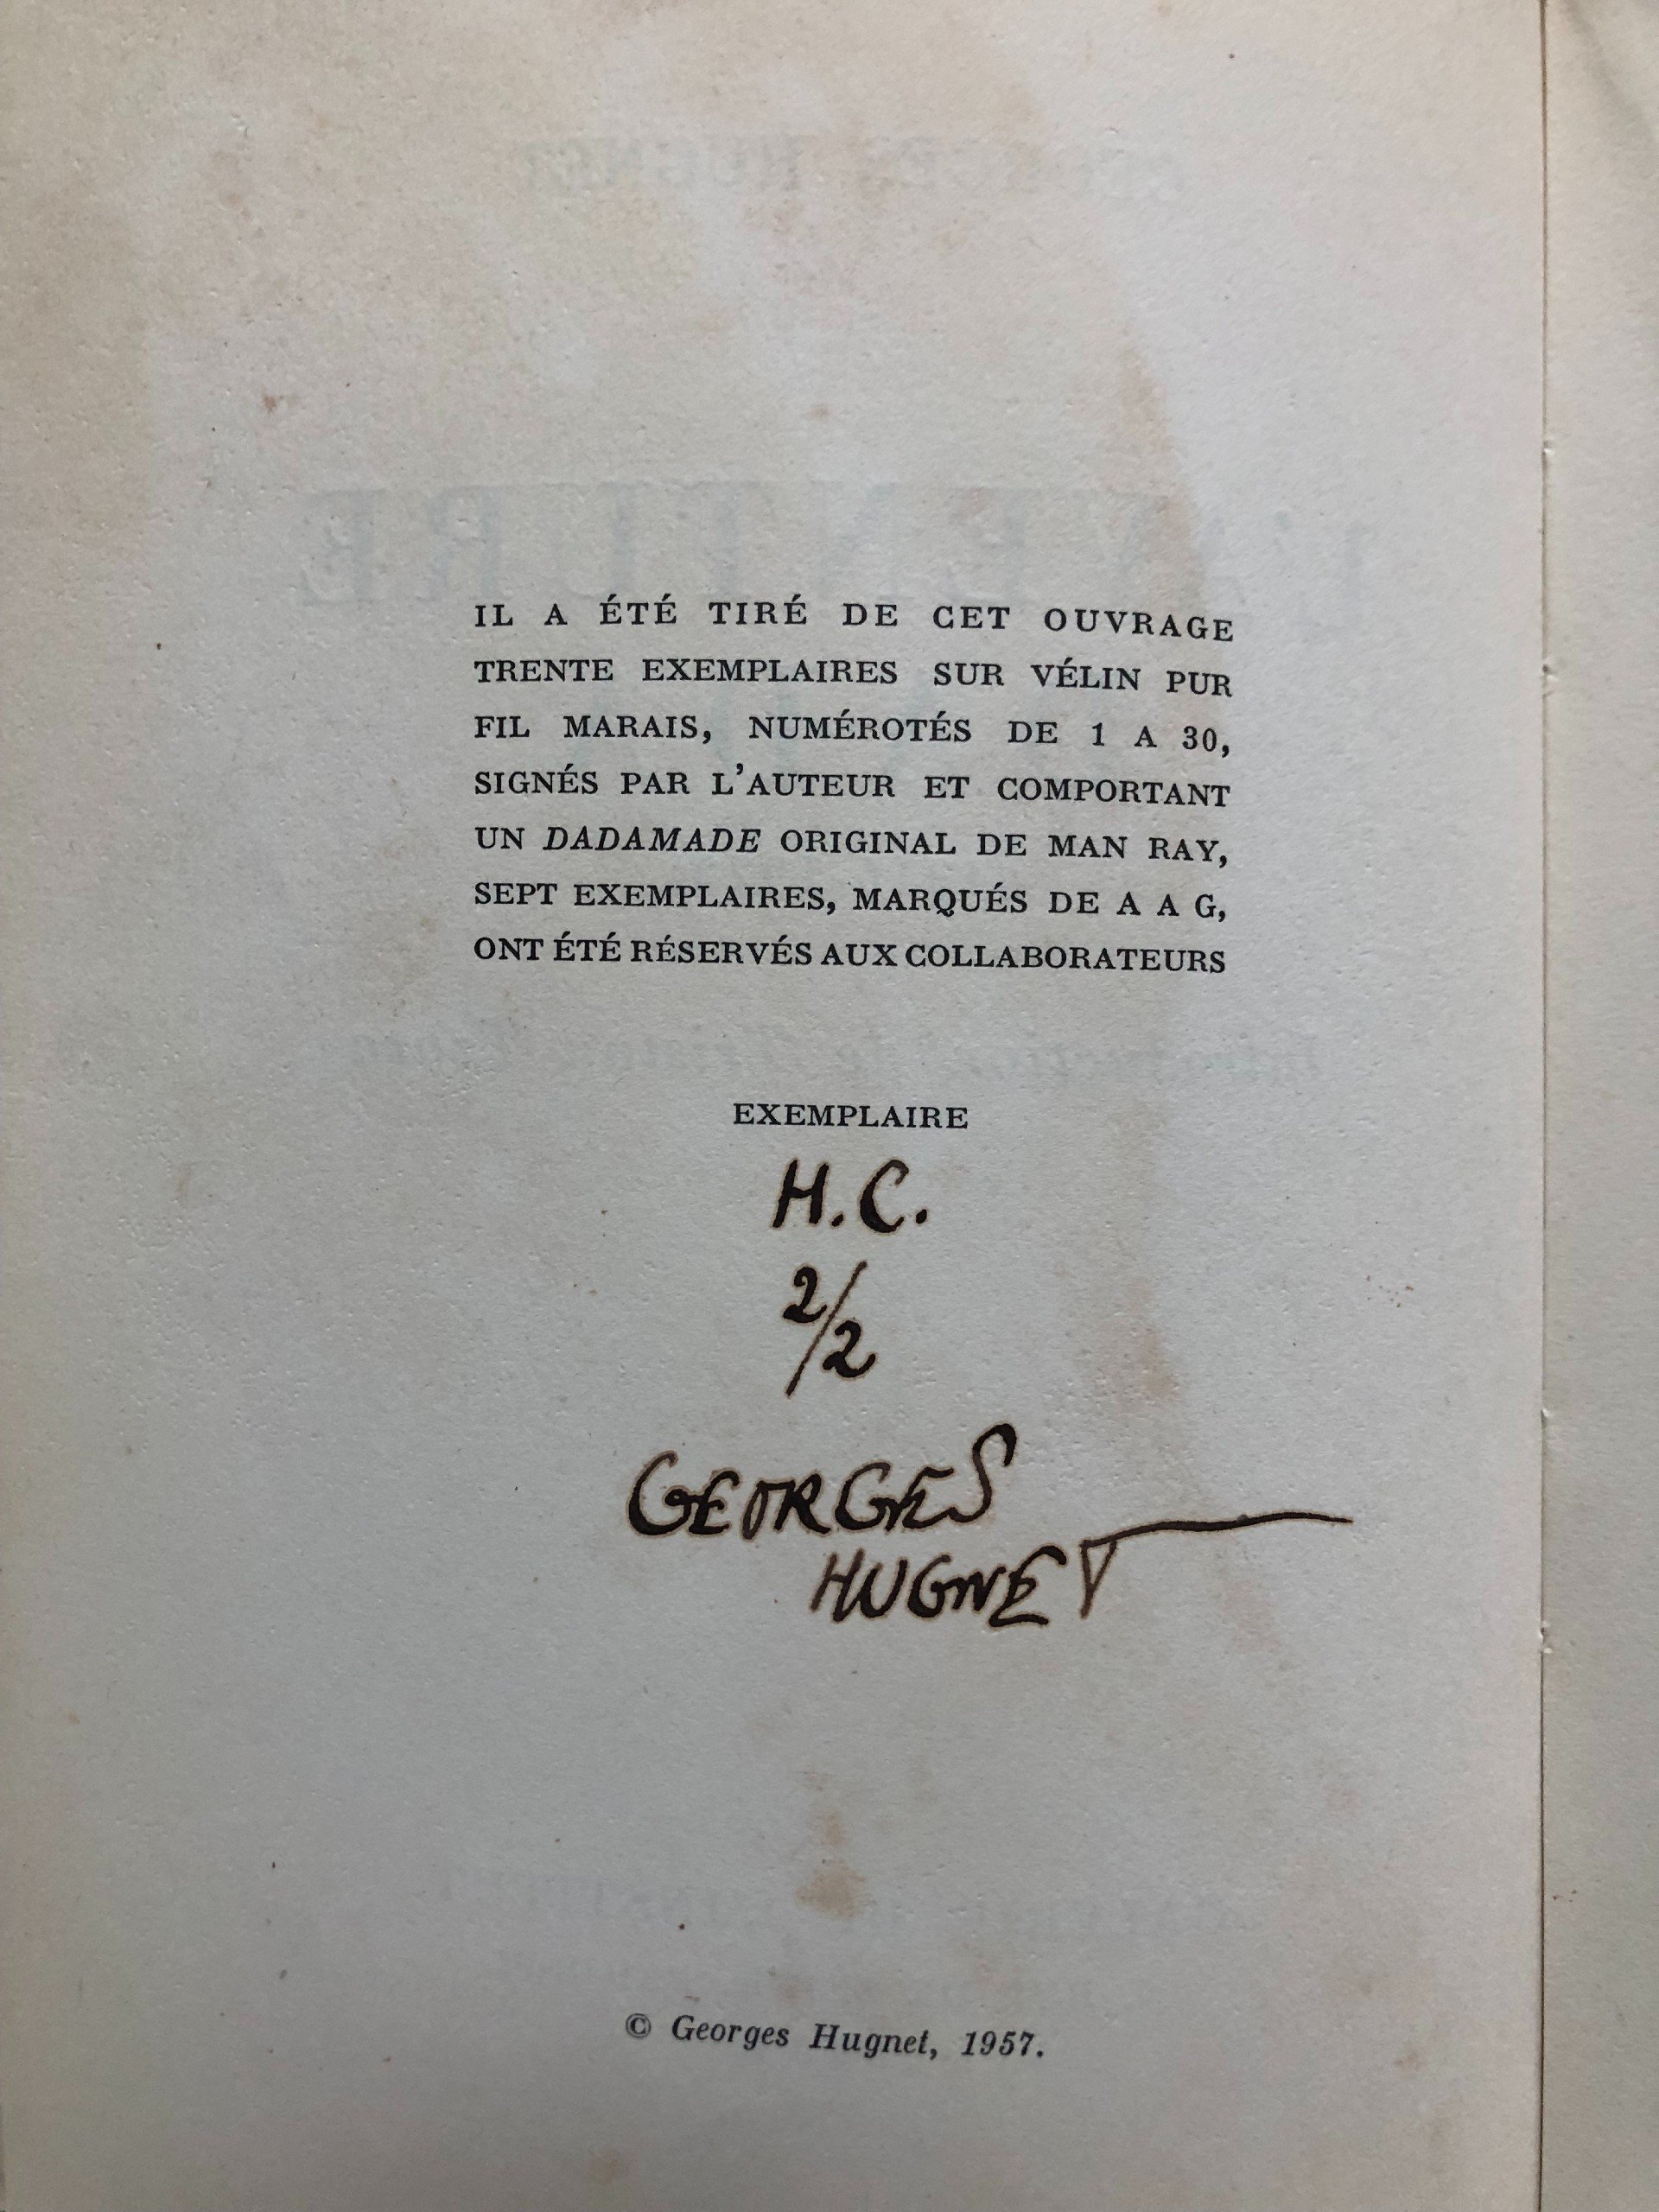 IL A ÉTÉ TIRÉ DE CET OUVRAGE
TRENTE EXEMPLAIRES SUR VÉLIN PUR
FIL MARAIS, NUMÉROTÉS DE 1 A 30,
SIGNÉS PAR L'AUTEUR ET COMPORTANT
UN DADAMADE ORIGINAL DE MAN RAY,
SEPT EXEMPLAIRES, MARQUÉS DE A A G,
ONT ÉTÉ RÉSERVÉS AUX COLLABORATEURS
EXEMPLAIRE
H.C.
2/2
GEORGES
HUGNET
© Georges Hugnet, 1957.